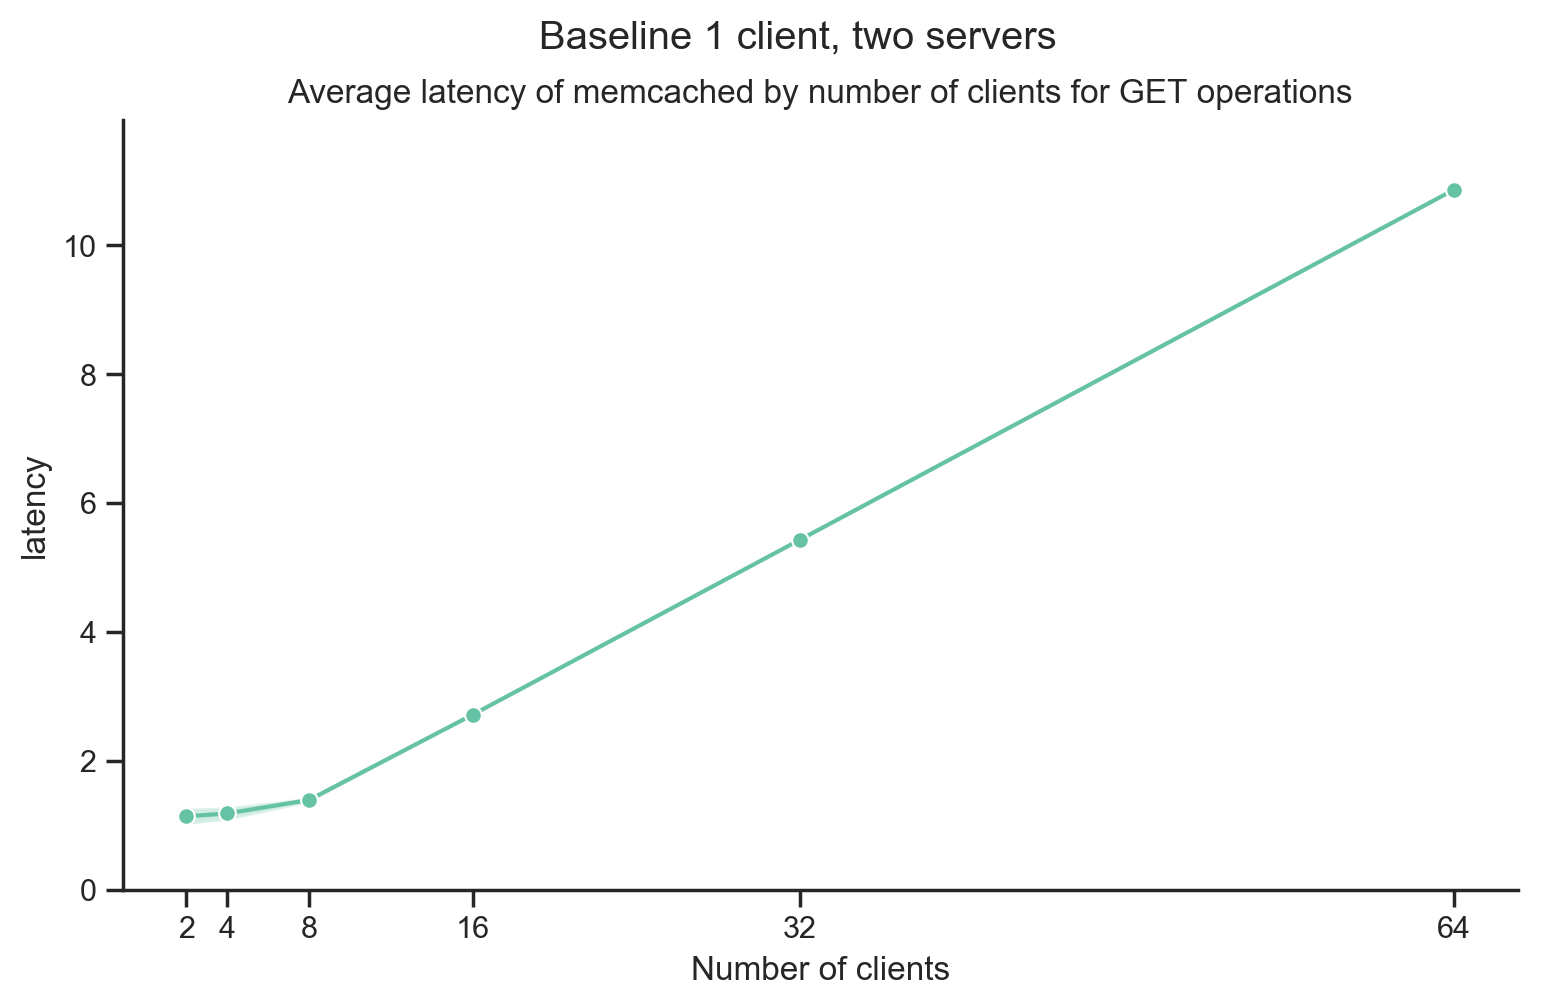 Baseline 1 client, two servers
Average latency of memcached by number of clients for GET operations
10
8
6
4
2
0
latency
2 4 8 16 32 64
Number of clients